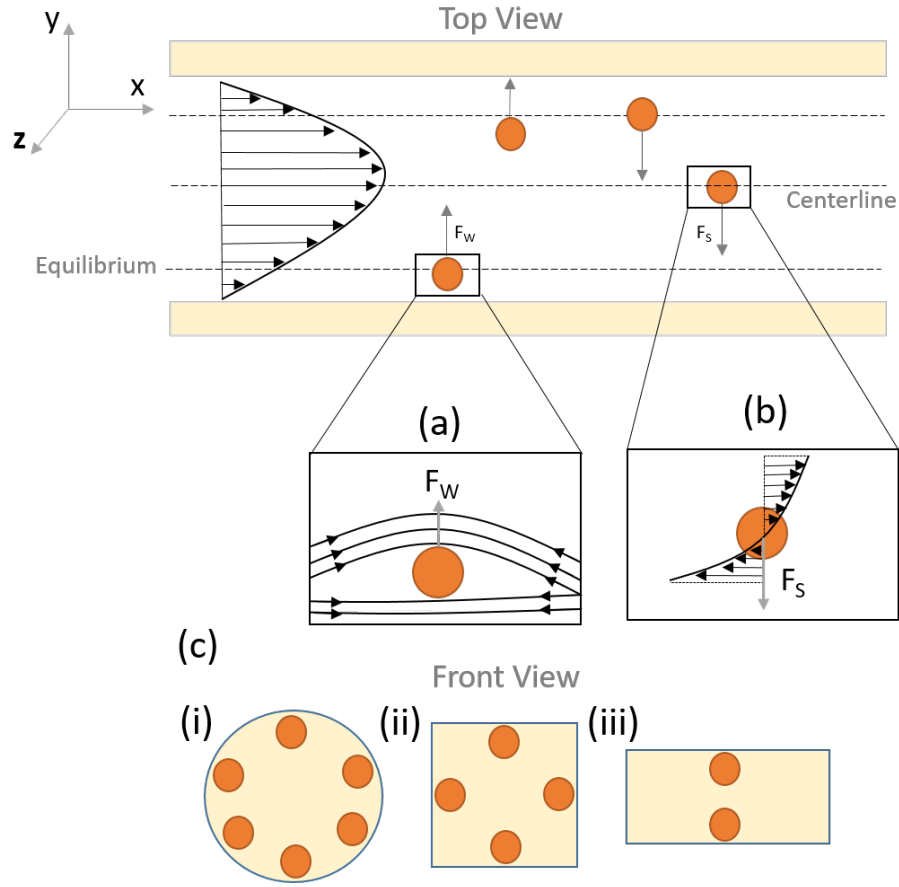 Top View
y
x
z
Centerline
F_W
F_S
Equilibrium
(a)
(b)
F_W
F_S
(c)
Front View
(i)
(ii)
(iii)